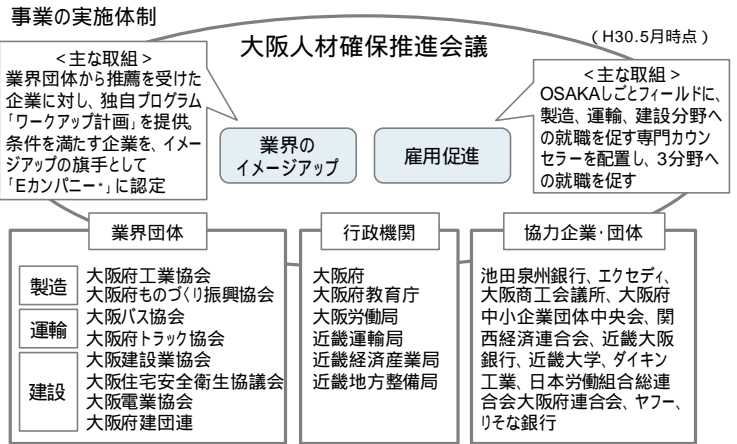 事業の実施体制
大阪人材確保推進会議
(H30.5月時点)
<主な取組>
業界団体から推薦を受けた
企業に対し、独自プログラム
「ワークアップ計画」を提供。
条件を満たす企業を、イメー
ジアップの旗手として
「Eカンパニー*」に認定
業界の
イメージアップ
雇用促進
<主な取組>
OSAKAしごとフィールドに、
製造、運輸、建設分野へ
の就職を促す専門カウン
セラーを配置し、3分野へ
の就職を促す
業界団体
製造
大阪府工業協会
大阪府ものづくり振興協会
運輸
大阪バス協会
大阪府トラック協会
建設
大阪建設業協会
大阪住宅安全衛生協議会
大阪電業協会
大阪府建団連
行政機関
大阪府
大阪府教育庁
大阪労働局
近畿運輸局
近畿経済産業局
近畿地方整備局
協力企業・団体
池田泉州銀行、エクセディ、
大阪商工会議所、大阪府
中小企業団体中央会、関
西経済連合会、近畿大阪
銀行、近畿大学、ダイキン
工業、日本労働組合総連
合会大阪府連合会、ヤフー、
りそな銀行